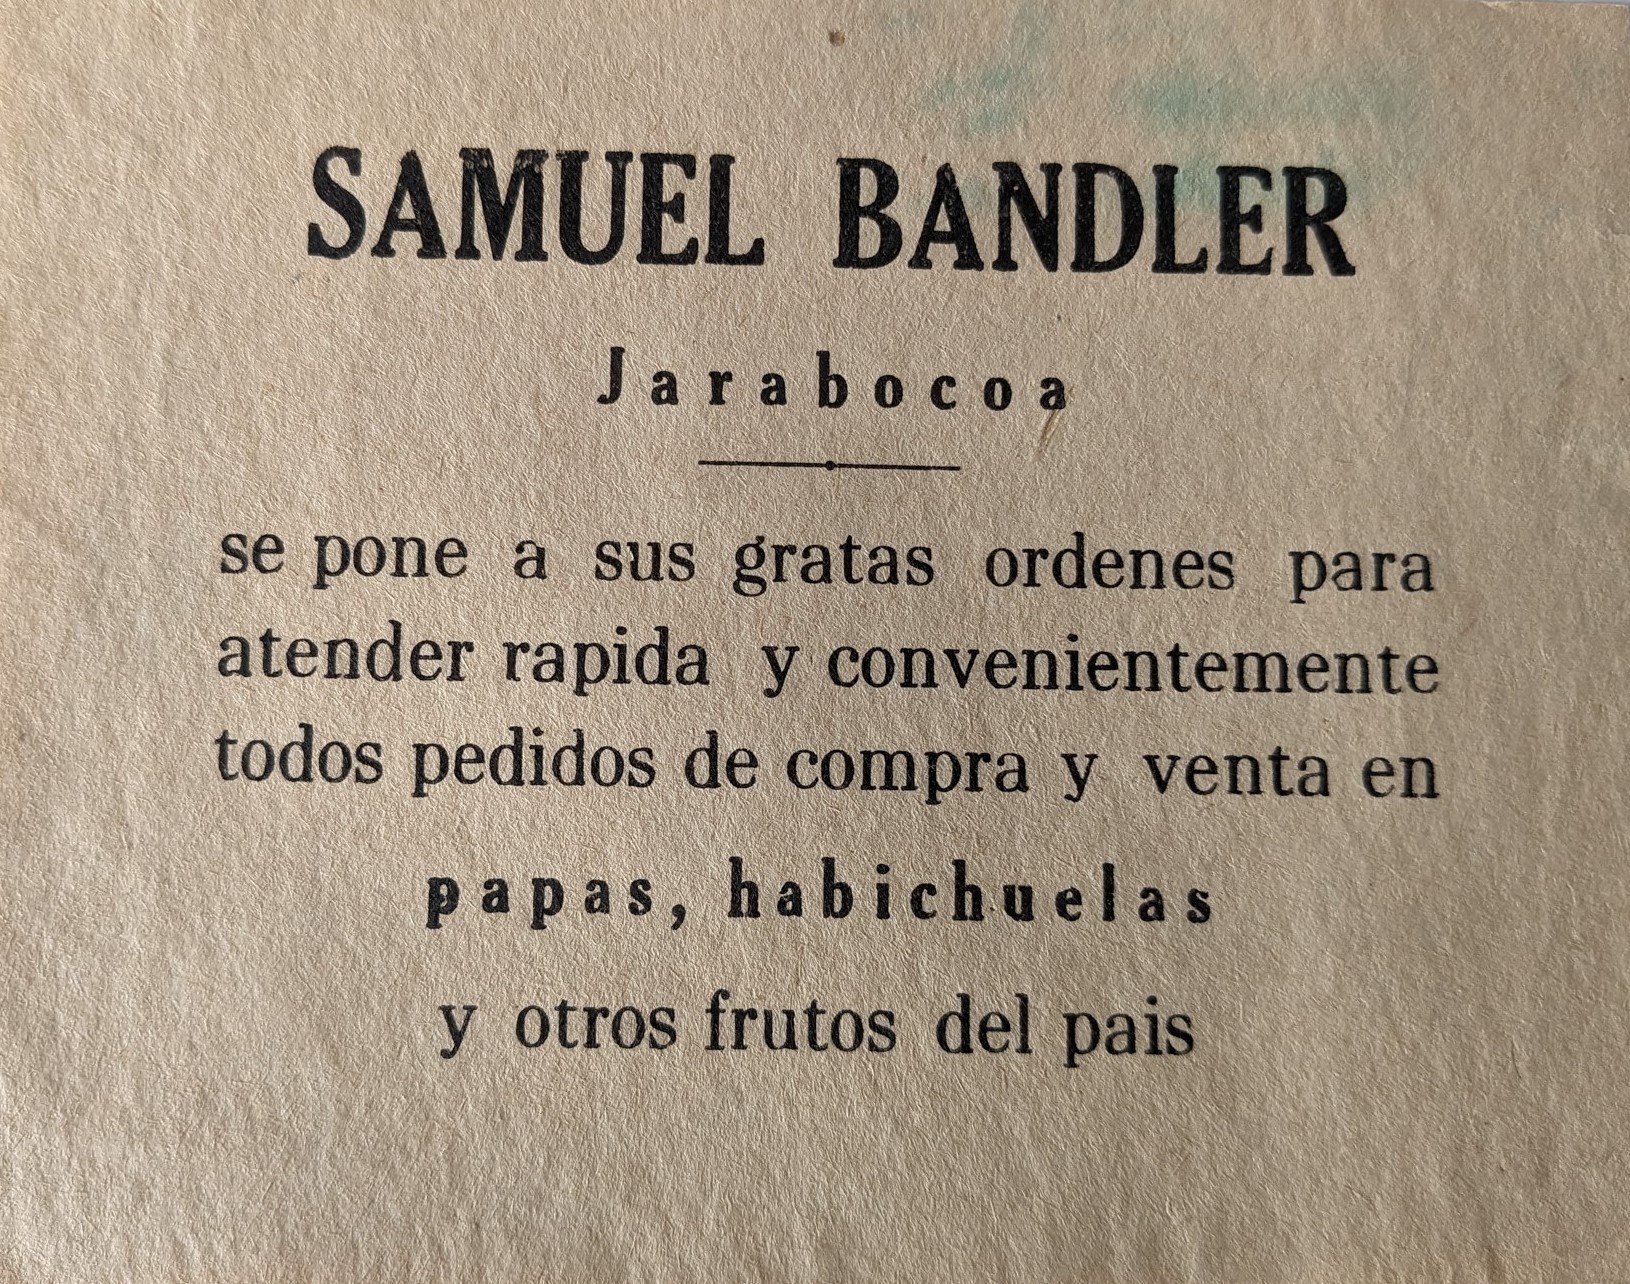 SAMUEL BANDLER
Jarabocoa
se pone a sus gratas ordenes para
atender rapida y convenientemente
todos pedidos de compra y venta en
papas, habichuelas
y otros frutos del pais